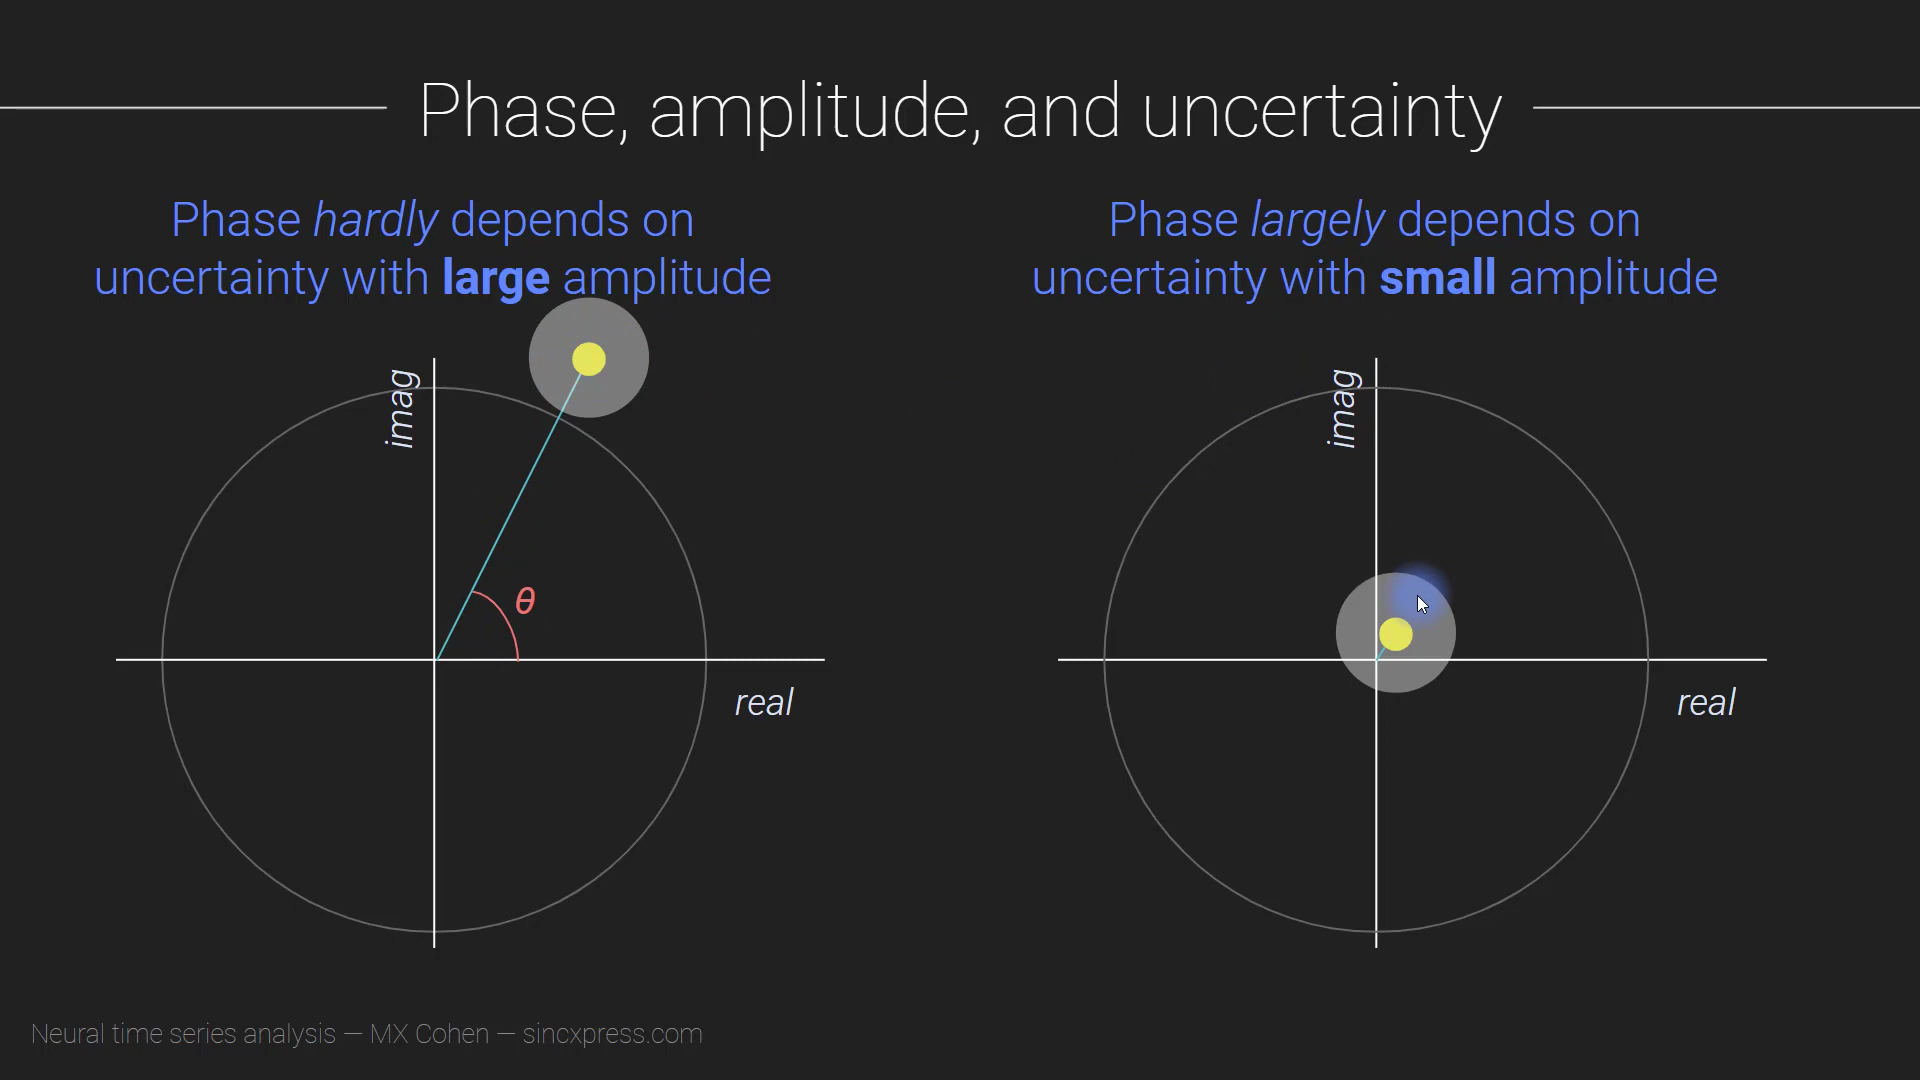 Phase, amplitude, and uncertainty
Phase hardly depends on
uncertainty with large amplitude
Phase largely depends on
uncertainty with small amplitude
imag
θ
real
imag
real
Neural time series analysis — MX Cohen — sincxpress.com